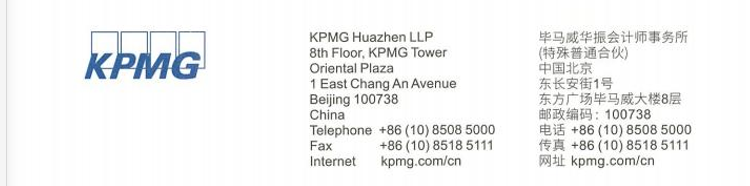 KPMG
KPMG Huazhen LLP
8th Floor, KPMG Tower
Oriental Plaza
1 East Chang An Avenue
Beijing 100738
China
Telephone +86 (10) 8508 5000
Fax +86 (10) 8518 5111
Internet kpmg.com/cn
毕马威华振会计师事务所
(特殊普通合伙)
中国北京
东长安街1号
东方广场毕马威大楼8层
邮政编码：100738
电话 +86 (10) 8508 5000
传真 +86 (10) 8518 5111
网址 kpmg.com/cn